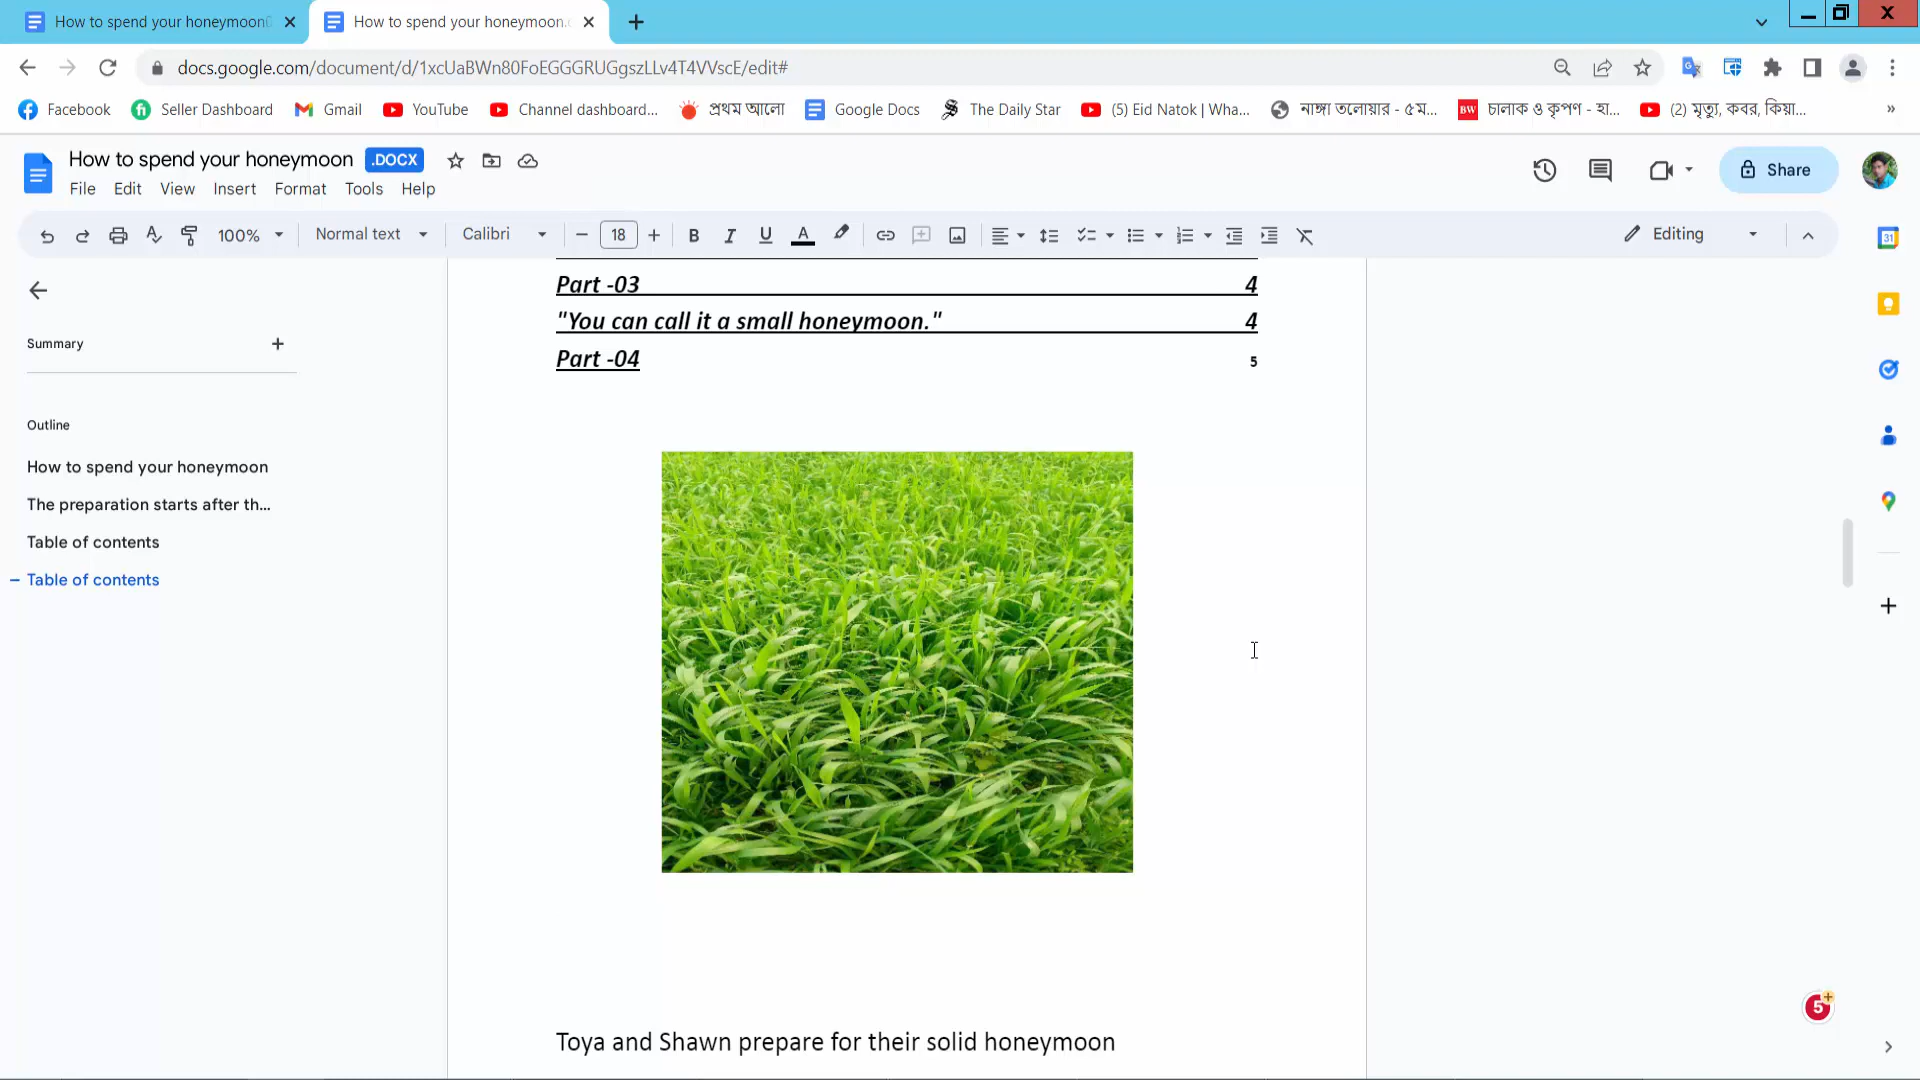 How to spend your honeymoon
How to spend your honeymoon.
docs.google.com/document/d/1xcUaBWn80FoEGGGRUGgszLLv4T4VVscE/edit#
Facebook Seller Dashboard Gmail YouTube Channel dashboard... প্রথম আলো Google Docs The Daily Star (5) Eid Natok | Wha... নাঙ্গা তলোয়ার - ৫ম... BW চালাক ও কৃপণ - হা... (2) মৃত্যু, কবর, কিয়া... »
How to spend your honeymoon .DOCX
File Edit View Insert Format Tools Help
Share
100% Normal text Calibri 18 B I U A Editing
31
Part -03 4
"You can call it a small honeymoon." 4
Part -04 5
Summary
Outline
How to spend your honeymoon
The preparation starts after th...
Table of contents
Table of contents
Toya and Shawn prepare for their solid honeymoon
5